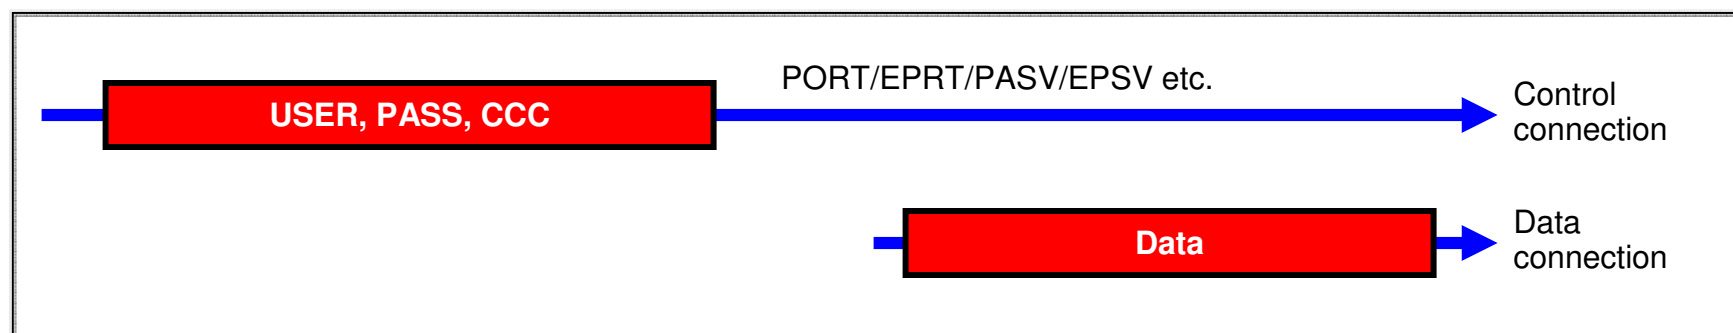 PORT/EPRT/PASV/EPSV etc.
USER, PASS, CCC
Control
connection
Data
Data
connection